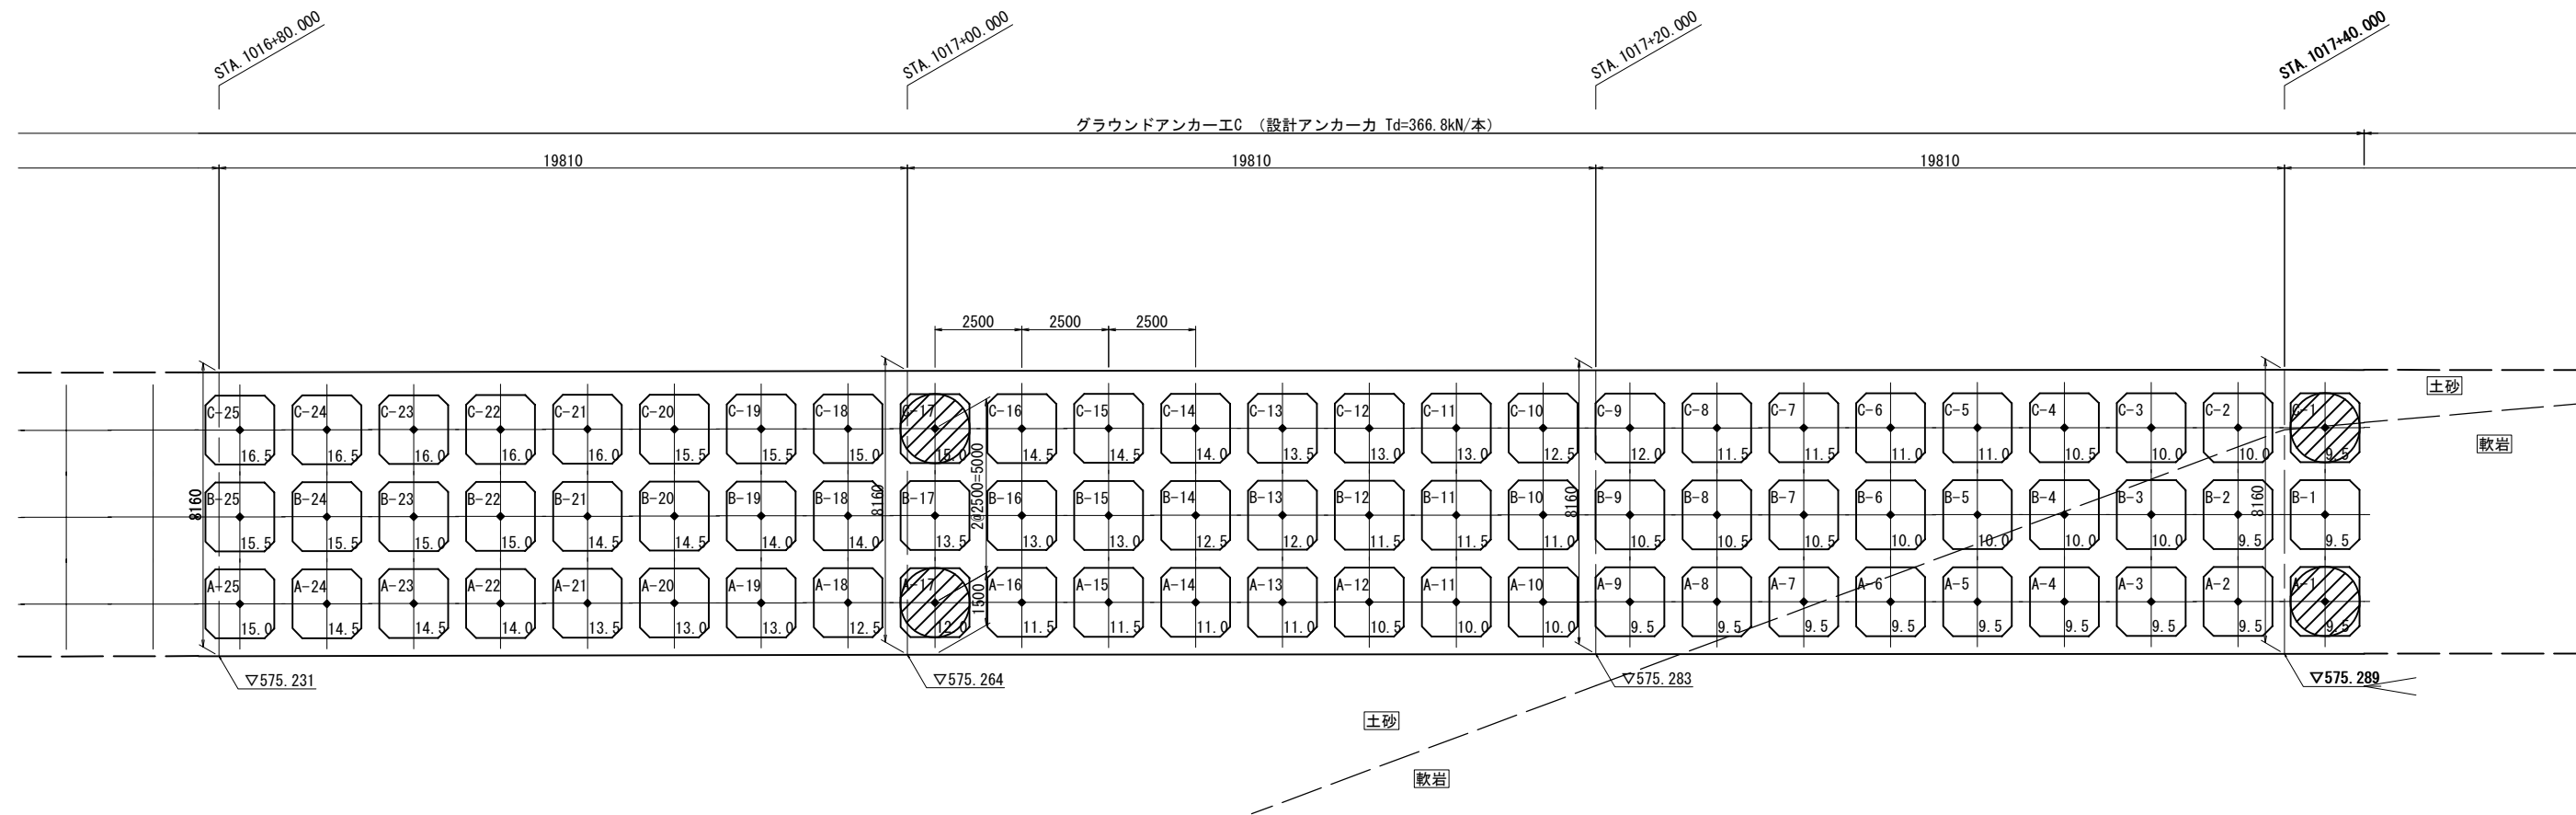 STA.1016+80.000
STA.1017+00.000
STA.1017+20.000
STA.1017+40.000
グラウンドアンカー工C （設計アンカー力 Td=366.8kN/本）
19810 19810 19810
2500 2500 2500
土砂
軟岩
C-25 C-24 C-23 C-22 C-21 C-20 C-19 C-18 C-17 C-16 C-15 C-14 C-13 C-12 C-11 C-10 C-9 C-8 C-7 C-6 C-5 C-4 C-3 C-2 C-1
16.5 16.5 16.0 16.0 16.0 15.5 15.5 15.0 15.0 14.5 14.5 14.0 13.5 13.0 13.0 12.5 12.0 11.5 11.5 11.0 11.0 10.5 10.0 10.0 9.5
8160 8160 2@2500=5000 8160 8160
B-25 B-24 B-23 B-22 B-21 B-20 B-19 B-18 B-17 B-16 B-15 B-14 B-13 B-12 B-11 B-10 B-9 B-8 B-7 B-6 B-5 B-4 B-3 B-2 B-1
15.5 15.5 15.0 15.0 14.5 14.5 14.0 14.0 13.5 13.0 13.0 12.5 12.0 11.5 11.5 11.0 10.5 10.5 10.5 10.0 10.0 10.0 10.0 9.5 9.5
A-25 A-24 A-23 A-22 A-21 A-20 A-19 A-18 A-17 A-16 A-15 A-14 A-13 A-12 A-11 A-10 A-9 A-8 A-7 A-6 A-5 A-4 A-3 A-2 A-1
1500
15.0 14.5 14.5 14.0 13.5 13.0 13.0 12.5 12.0 11.5 11.5 11.0 11.0 10.5 10.0 10.0 9.5 9.5 9.5 9.5 9.5 9.5 9.5 9.5 9.5
▽575.231 ▽575.264 ▽575.283 ▽575.289
土砂
軟岩